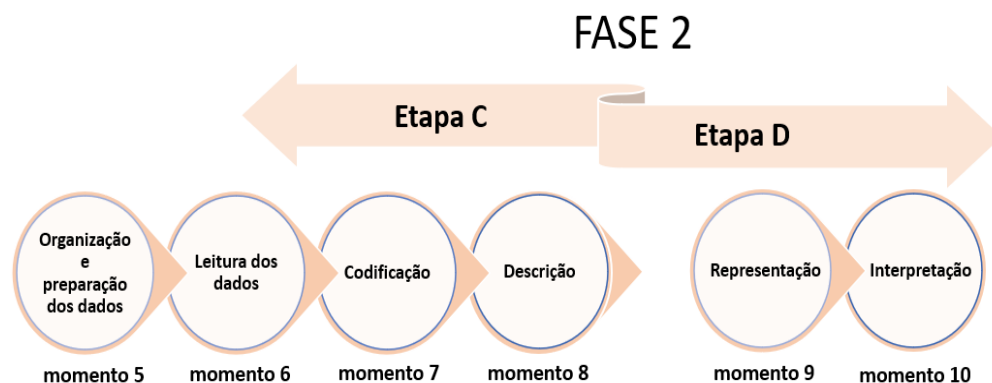 FASE 2
Etapa C
Etapa D
Organização
e
preparação
dos dados
Leitura dos
dados
Codificação
Descrição
Representação
Interpretação
momento 5
momento 6
momento 7
momento 8
momento 9
momento 10